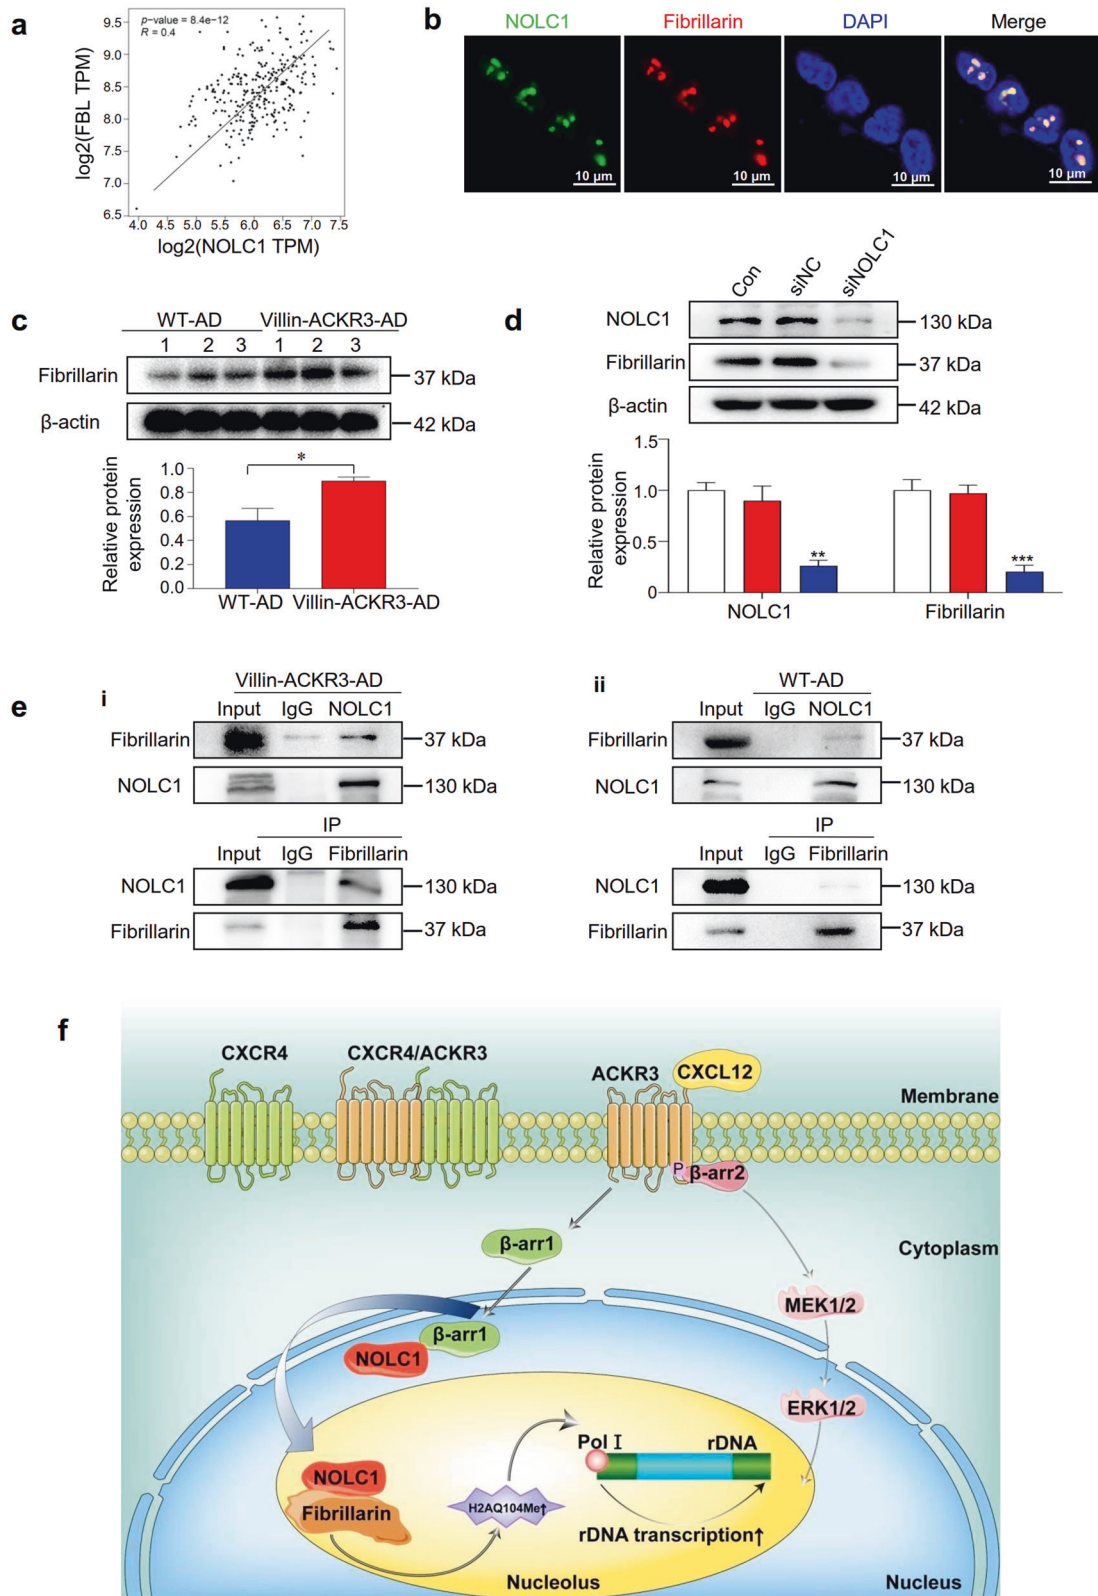 a
p-value = 8.4e−12
R = 0.4
log2(FBL TPM)
9.5
9.0
8.5
8.0
7.5
7.0
6.5
4.0 4.5 5.0 5.5 6.0 6.5 7.0 7.5
log2(NOLC1 TPM)
b
NOLC1 Fibrillarin DAPI Merge
10 μm 10 μm 10 μm 10 μm
c
WT-AD Villin-ACKR3-AD
1 2 3 1 2 3
Fibrillarin 37 kDa
β-actin 42 kDa
Relative protein
expression
1.0
0.8
0.6
0.4
0.2
0.0
*
WT-AD Villin-ACKR3-AD
d
Con siNC siNOLC1
NOLC1 130 kDa
Fibrillarin 37 kDa
β-actin 42 kDa
Relative protein
expression
1.5
1.0
0.5
0
** ***
NOLC1 Fibrillarin
e
i
Villin-ACKR3-AD
Input IgG NOLC1
Fibrillarin 37 kDa
NOLC1 130 kDa
IP
Input IgG Fibrillarin
NOLC1 130 kDa
Fibrillarin 37 kDa
ii
WT-AD
Input IgG NOLC1
Fibrillarin 37 kDa
NOLC1 130 kDa
IP
Input IgG Fibrillarin
NOLC1 130 kDa
Fibrillarin 37 kDa
f
CXCR4 CXCR4/ACKR3 ACKR3 CXCL12
Membrane
P β-arr2
β-arr1
Cytoplasm
MEK1/2
β-arr1
NOLC1
ERK1/2
Pol I rDNA
NOLC1
Fibrillarin
H2AQ104Me↑
rDNA transcription↑
Nucleolus
Nucleus